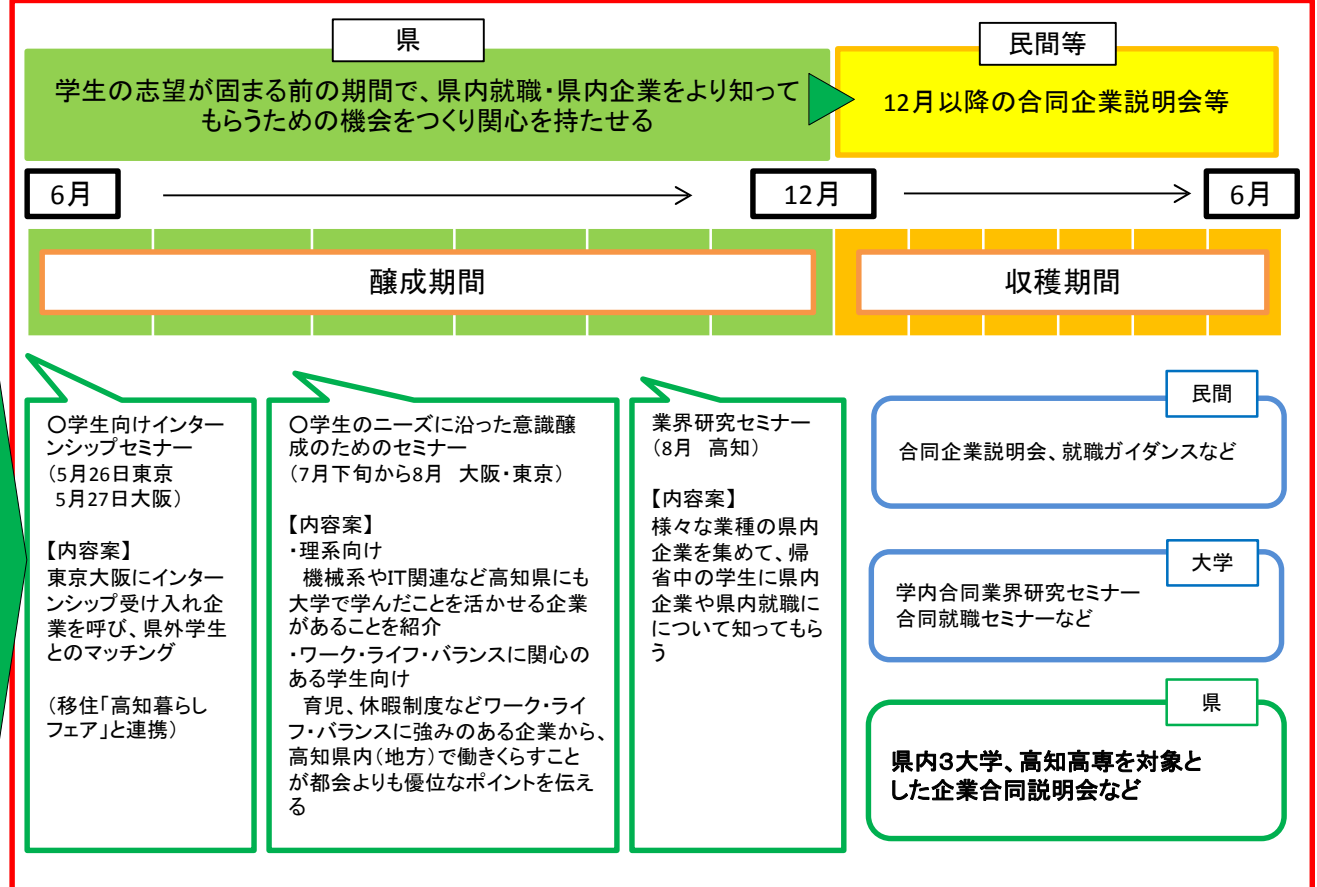 県
学生の志望が固まる前の期間で、県内就職・県内企業をより知って
もらうための機会をつくり関心を持たせる
民間等
12月以降の合同企業説明会等
6月
12月
6月
醸成期間
収穫期間
〇学生向けインター
ンシップセミナー
(5月26日東京
5月27日大阪)
【内容案】
東京大阪にインター
ンシップ受け入れ企
業を呼び、県外学生
とのマッチング
(移住「高知暮らし
フェア」と連携)
〇学生のニーズに沿った意識醸
成のためのセミナー
(7月下旬から8月 大阪・東京)
【内容案】
・理系向け
機械系やIT関連など高知県にも
大学で学んだことを活かせる企業
があることを紹介
・ワーク・ライフ・バランスに関心の
ある学生向け
育児、休暇制度などワーク・ライ
フ・バランスに強みのある企業から、
高知県内(地方)で働きくらすこと
が都会よりも優位なポイントを伝え
る
業界研究セミナー
(8月 高知)
【内容案】
様々な業種の県内
企業を集めて、帰
省中の学生に県内
企業や県内就職に
ついて知ってもら
う
民間
合同企業説明会、就職ガイダンスなど
大学
学内合同業界研究セミナー
合同就職セミナーなど
県
県内3大学、高知高専を対象と
した企業合同説明会など